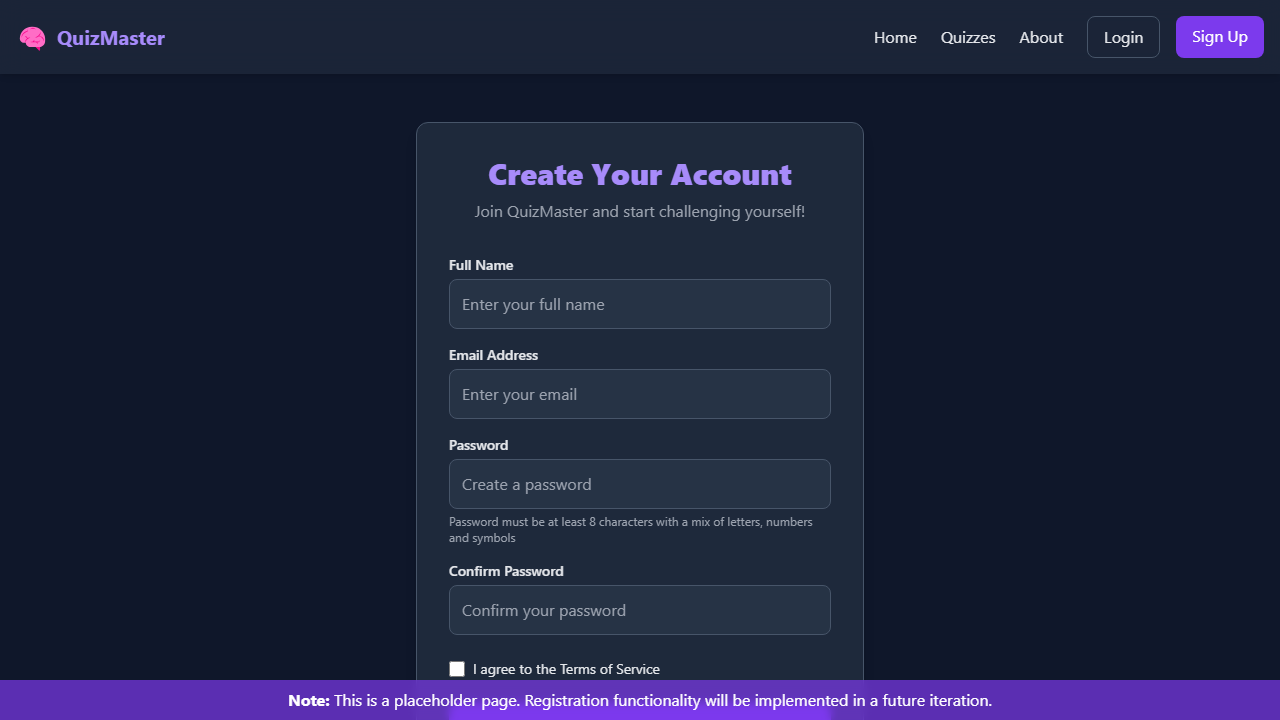 QuizMaster
Home
Quizzes
About
Login
Sign Up
Create Your Account
Join QuizMaster and start challenging yourself!
Full Name
Enter your full name
Email Address
Enter your email
Password
Create a password
Password must be at least 8 characters with a mix of letters, numbers
and symbols
Confirm Password
Confirm your password
I agree to the Terms of Service
Note: This is a placeholder page. Registration functionality will be implemented in a future iteration.